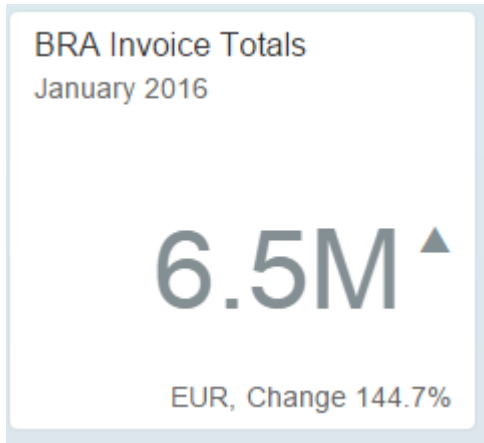 BRA Invoice Totals
January 2016
6.5M
EUR, Change 144.7%